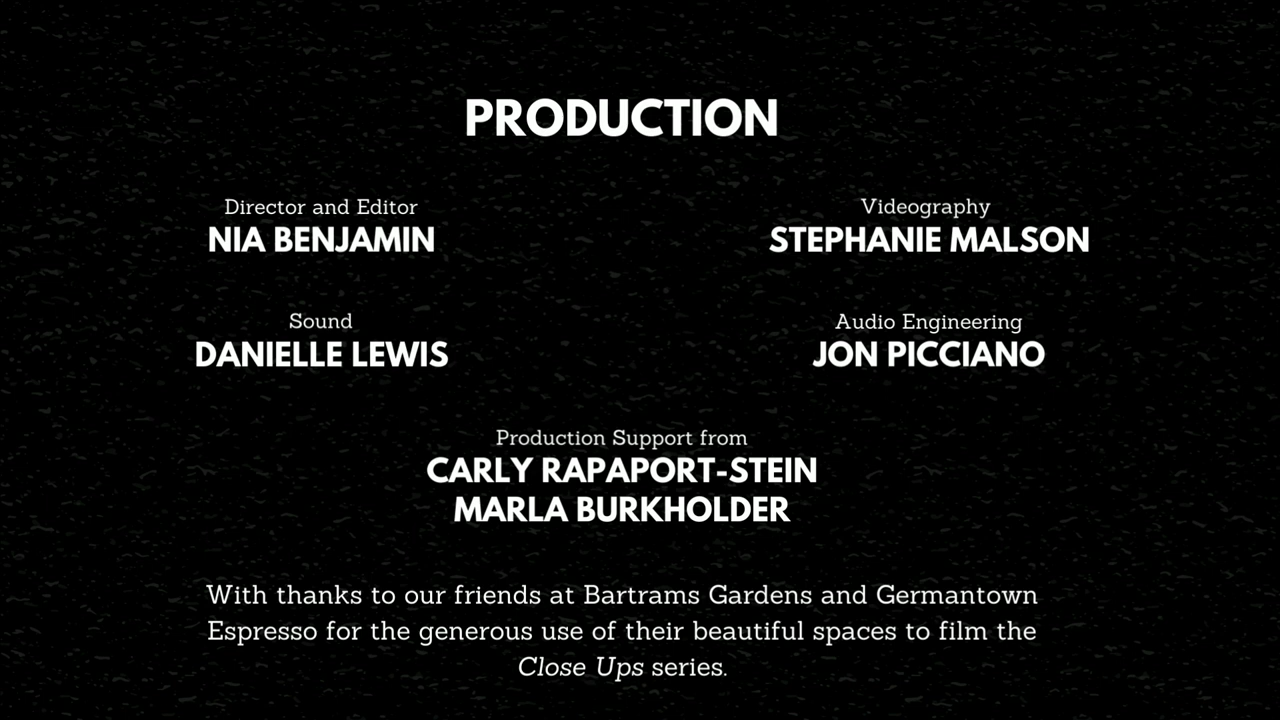 PRODUCTION
Director and Editor
NIA BENJAMIN
Videography
STEPHANIE MALSON
Sound
DANIELLE LEWIS
Audio Engineering
JON PICCIANO
Production Support from
CARLY RAPAPORT-STEIN
MARLA BURKHOLDER
With thanks to our friends at Bartrams Gardens and Germantown
Espresso for the generous use of their beautiful spaces to film the
Close Ups series.